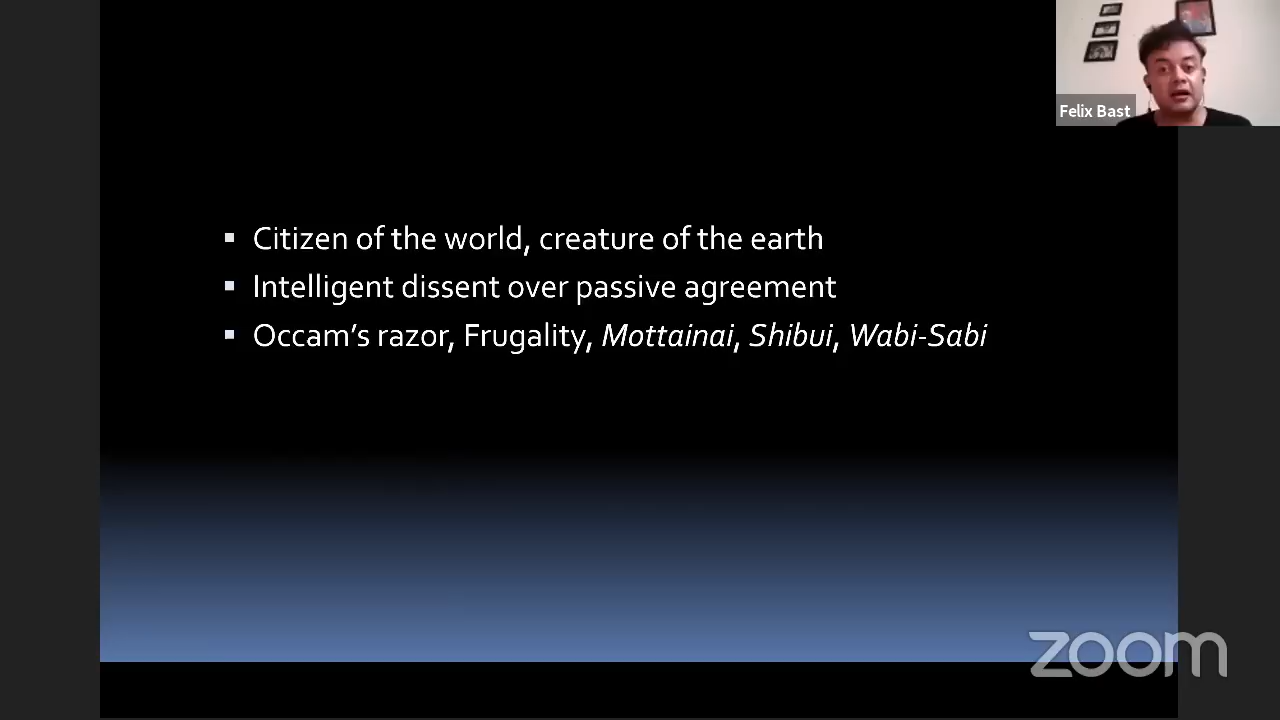 Felix Bast
Citizen of the world, creature of the earth
Intelligent dissent over passive agreement
Occam’s razor, Frugality, Mottainai, Shibui, Wabi-Sabi
zoom